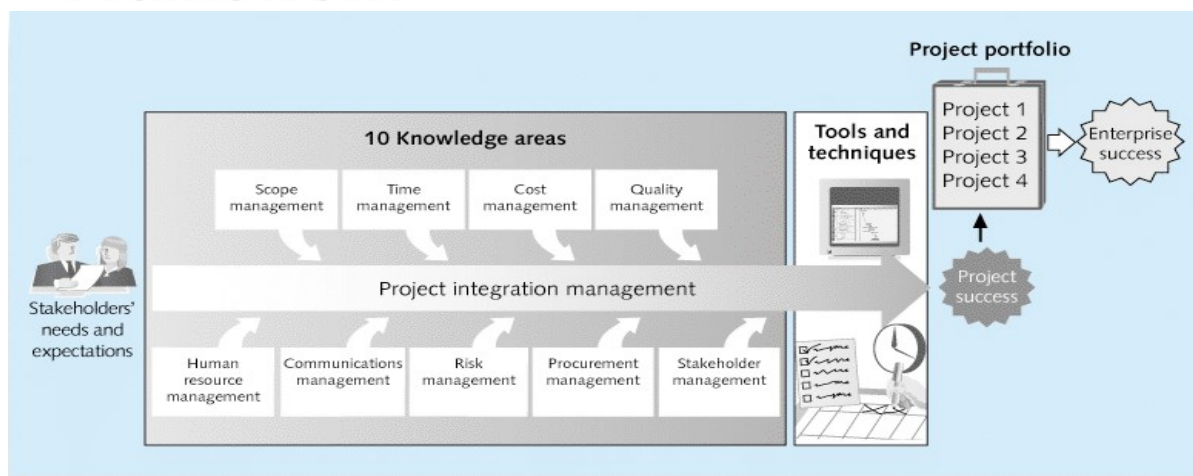 Project portfolio
Project 1
Project 2
Project 3
Project 4
Enterprise
success
10 Knowledge areas
Tools and
techniques
Scope
management
Time
management
Cost
management
Quality
management
Stakeholders'
needs and
expectations
Project integration management
Project
success
Human
resource
management
Communications
management
Risk
management
Procurement
management
Stakeholder
management